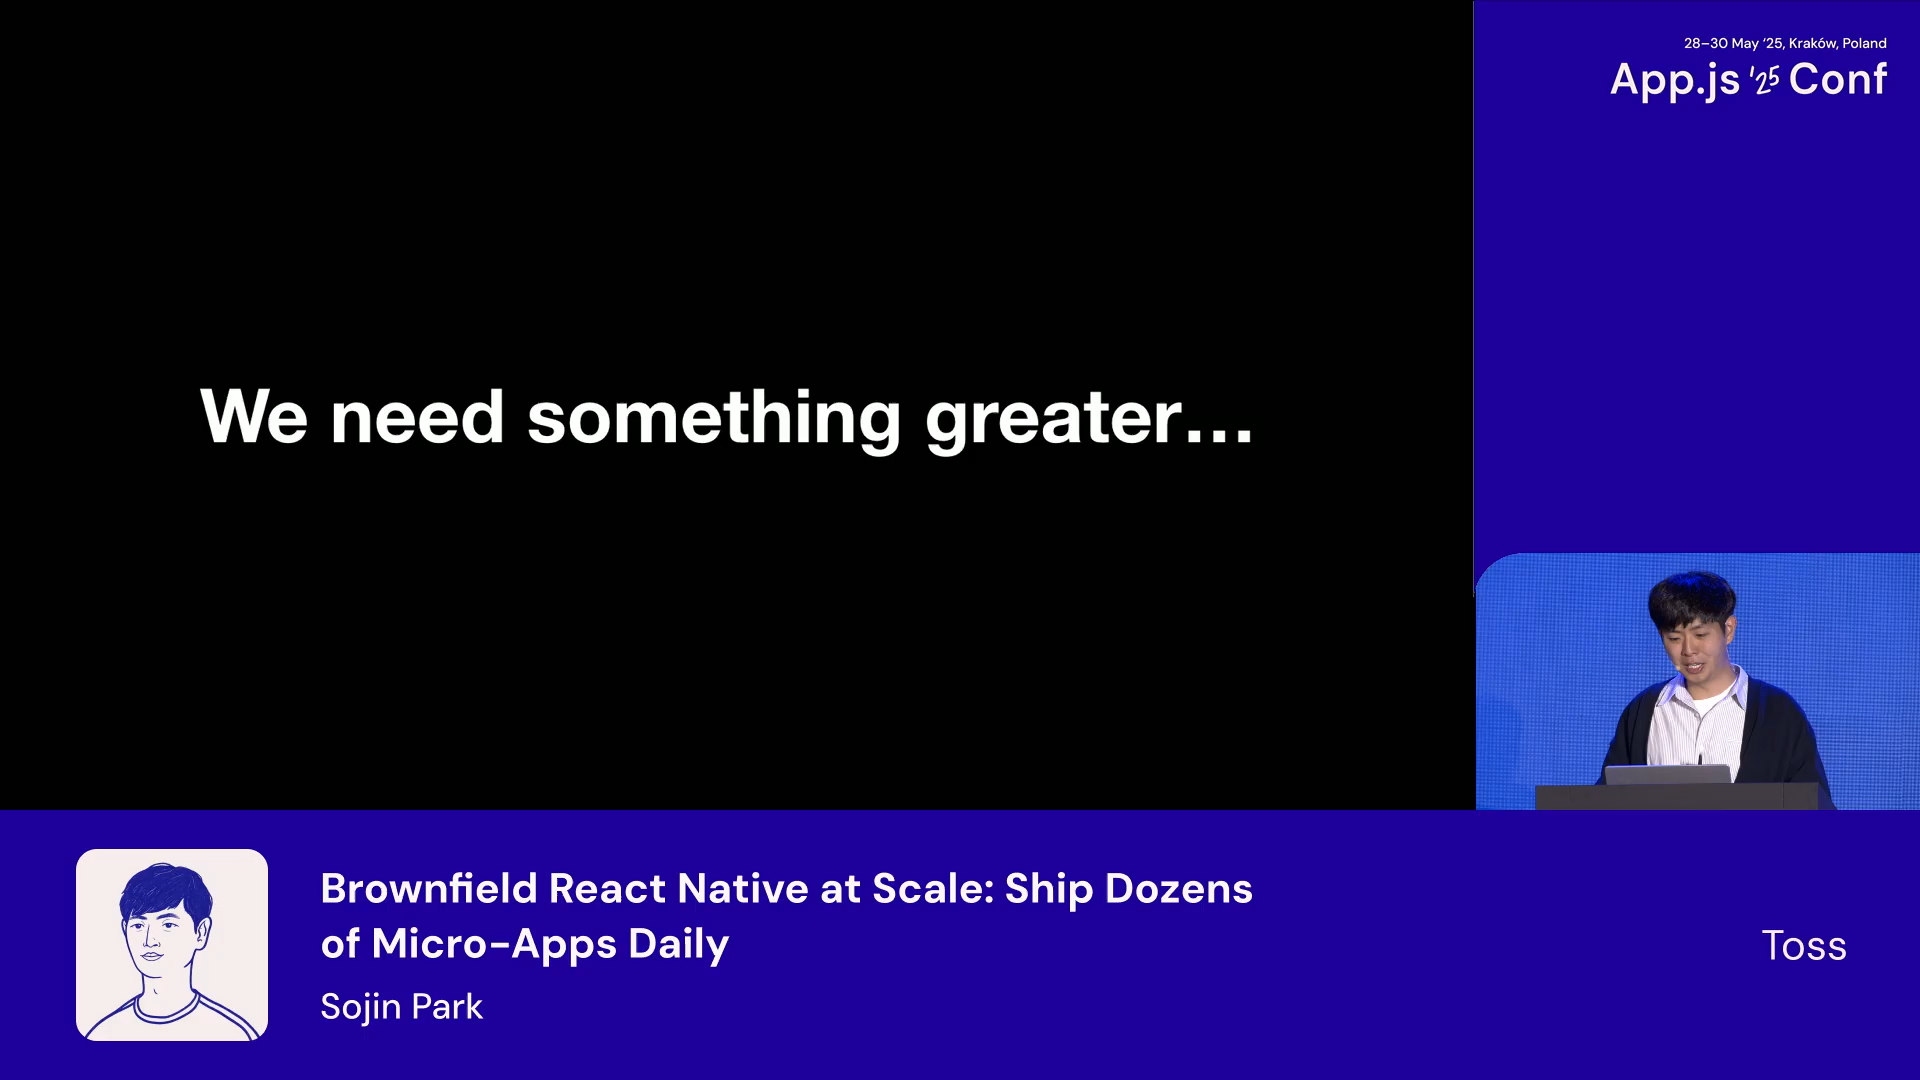 28–30 May ‘25, Kraków, Poland
App.js '25 Conf
We need something greater…
Brownfield React Native at Scale: Ship Dozens
of Micro-Apps Daily
Sojin Park
Toss